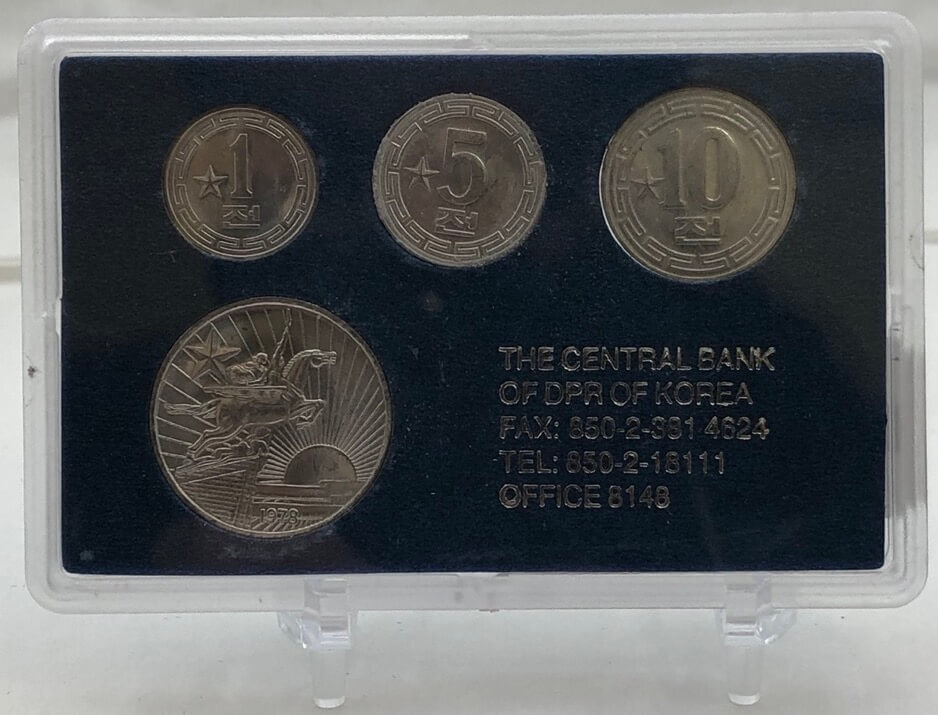 1
전
5
전
10
전
1978
THE CENTRAL BANK
OF DPR OF KOREA
FAX: 850-2-381 4624
TEL: 850-2-18111
OFFICE 8148